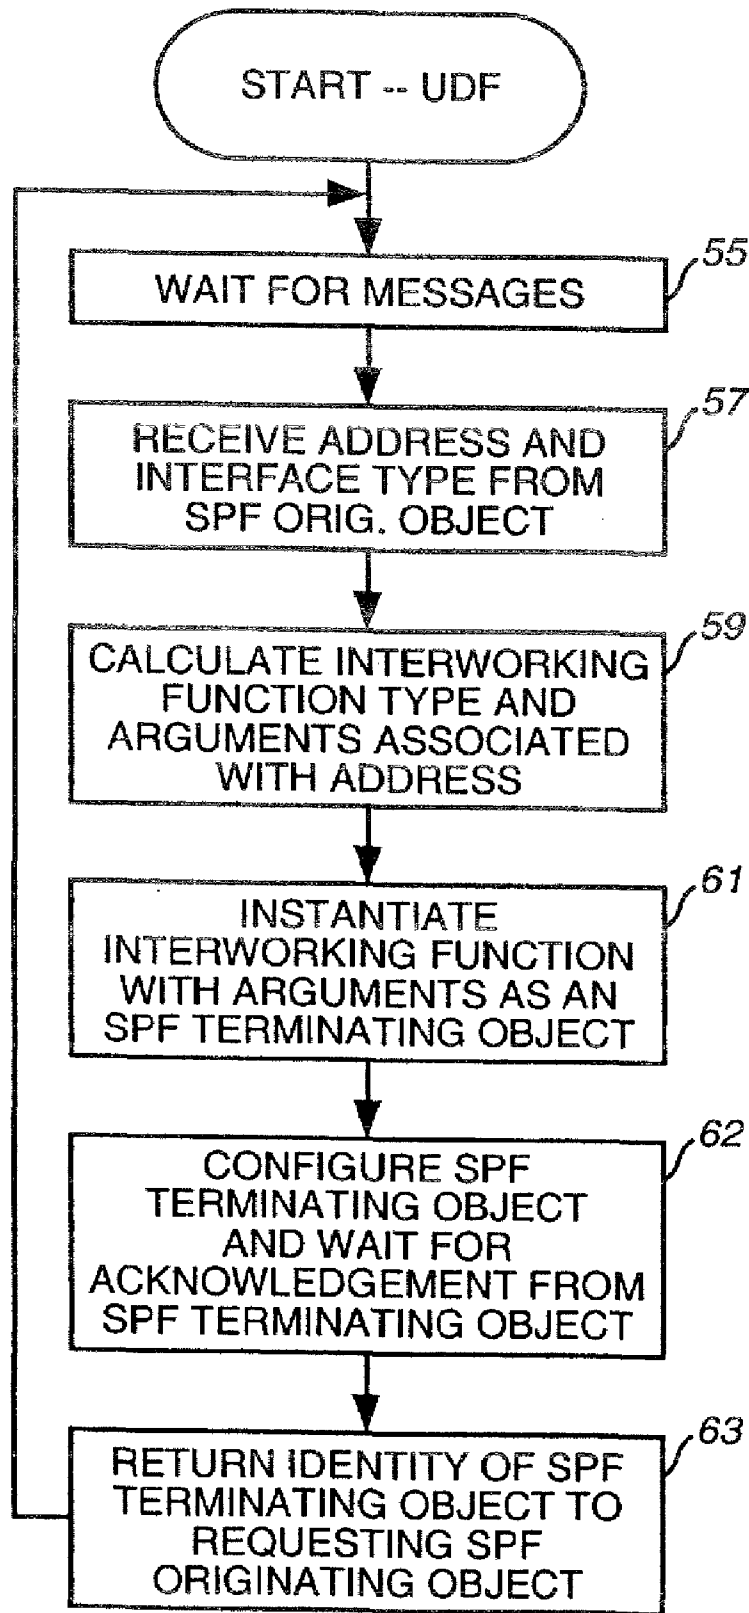 START -- UDF
55
WAIT FOR MESSAGES
57
RECEIVE ADDRESS AND
INTERFACE TYPE FROM
SPF ORIG. OBJECT
59
CALCULATE INTERWORKING
FUNCTION TYPE AND
ARGUMENTS ASSOCIATED
WITH ADDRESS
61
INSTANTIATE
INTERWORKING FUNCTION
WITH ARGUMENTS AS AN
SPF TERMINATING OBJECT
62
CONFIGURE SPF
TERMINATING OBJECT
AND WAIT FOR
ACKNOWLEDGEMENT FROM
SPF TERMINATING OBJECT
63
RETURN IDENTITY OF SPF
TERMINATING OBJECT TO
REQUESTING SPF
ORIGINATING OBJECT